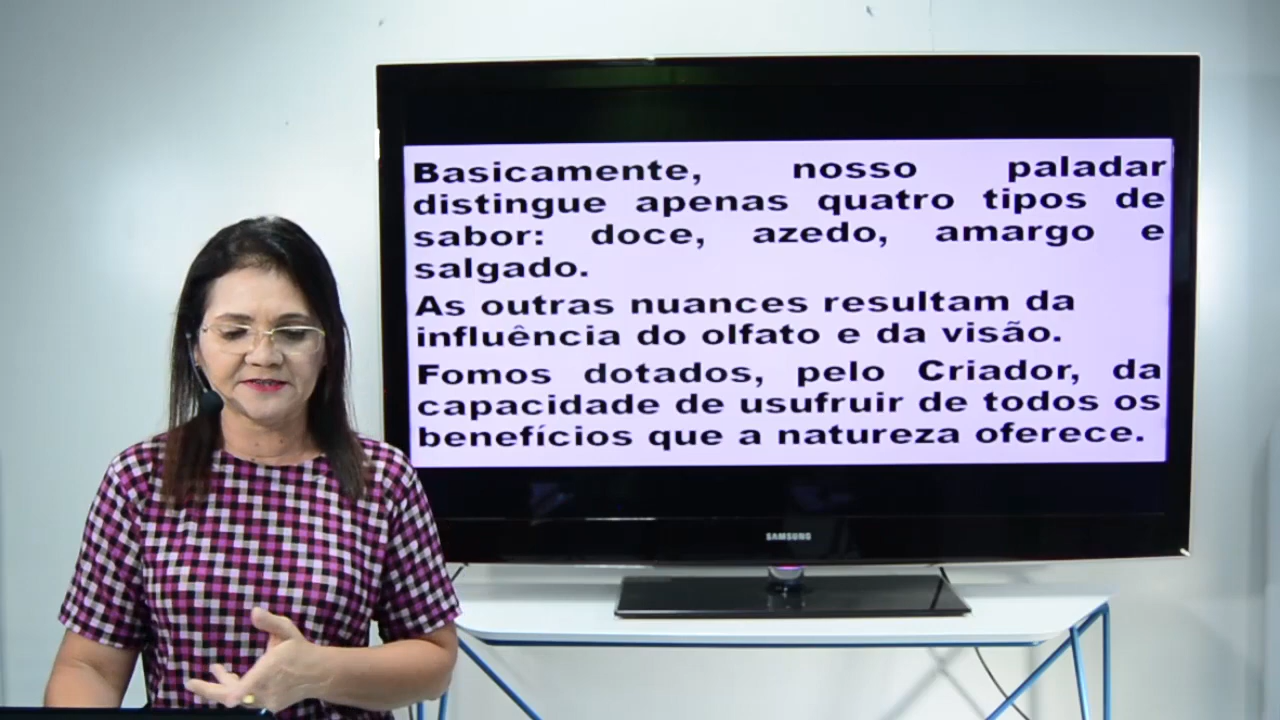 Basicamente, nosso paladar
distingue apenas quatro tipos de
sabor: doce, azedo, amargo e
salgado.
As outras nuances resultam da
influência do olfato e da visão.
Fomos dotados, pelo Criador, da
capacidade de usufruir de todos os
benefícios que a natureza oferece.
SAMSUNG